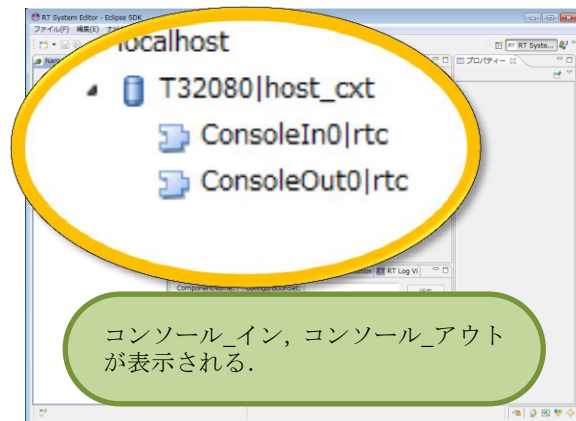 RT System Editor - Eclipse SDK
ファイル(F) 編集(E)
RT Syste...
プロパティー
localhost
T32080|host_cxt
ConsoleIn0|rtc
ConsoleOut0|rtc
RT Log Vi
ComponentName: ConfigurationSet:
コンソール_イン, コンソール_アウト
が表示される.